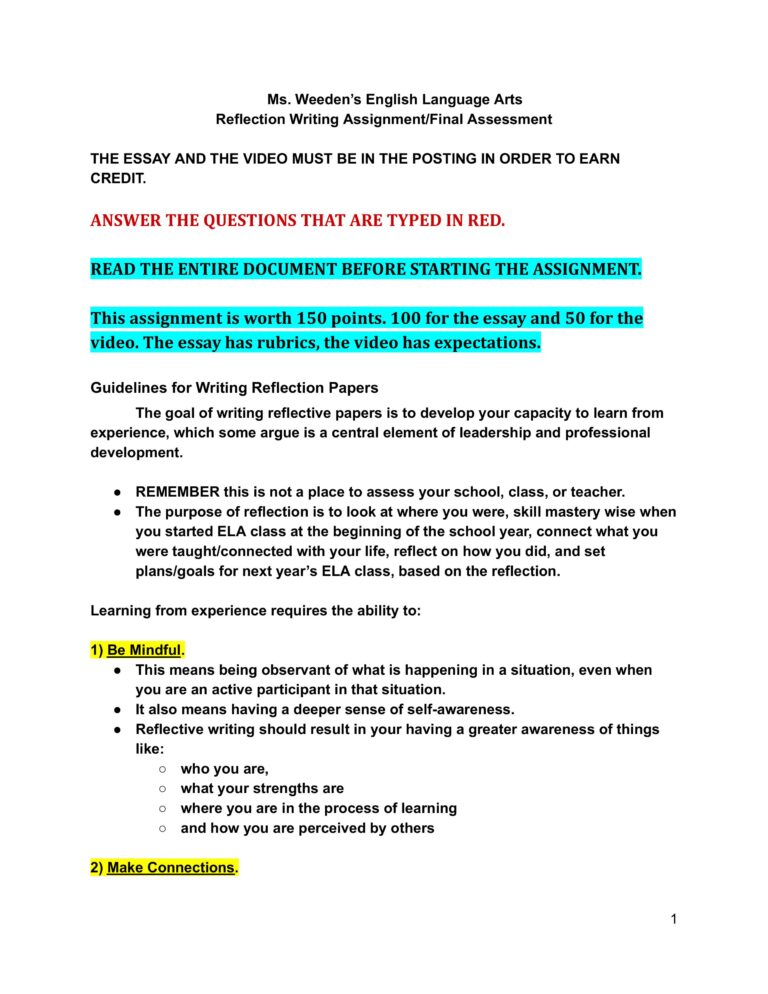 Ms. Weeden’s English Language Arts
Reflection Writing Assignment/Final Assessment
THE ESSAY AND THE VIDEO MUST BE IN THE POSTING IN ORDER TO EARN
CREDIT.
ANSWER THE QUESTIONS THAT ARE TYPED IN RED.
READ THE ENTIRE DOCUMENT BEFORE STARTING THE ASSIGNMENT.
This assignment is worth 150 points. 100 for the essay and 50 for the
video. The essay has rubrics, the video has expectations.
Guidelines for Writing Reflection Papers
The goal of writing reflective papers is to develop your capacity to learn from
experience, which some argue is a central element of leadership and professional
development.
● REMEMBER this is not a place to assess your school, class, or teacher.
● The purpose of reflection is to look at where you were, skill mastery wise when
you started ELA class at the beginning of the school year, connect what you
were taught/connected with your life, reflect on how you did, and set
plans/goals for next year’s ELA class, based on the reflection.
Learning from experience requires the ability to:
1) Be Mindful.
● This means being observant of what is happening in a situation, even when
you are an active participant in that situation.
● It also means having a deeper sense of self-awareness.
● Reflective writing should result in your having a greater awareness of things
like:
○ who you are,
○ what your strengths are
○ where you are in the process of learning
○ and how you are perceived by others
2) Make Connections.
1